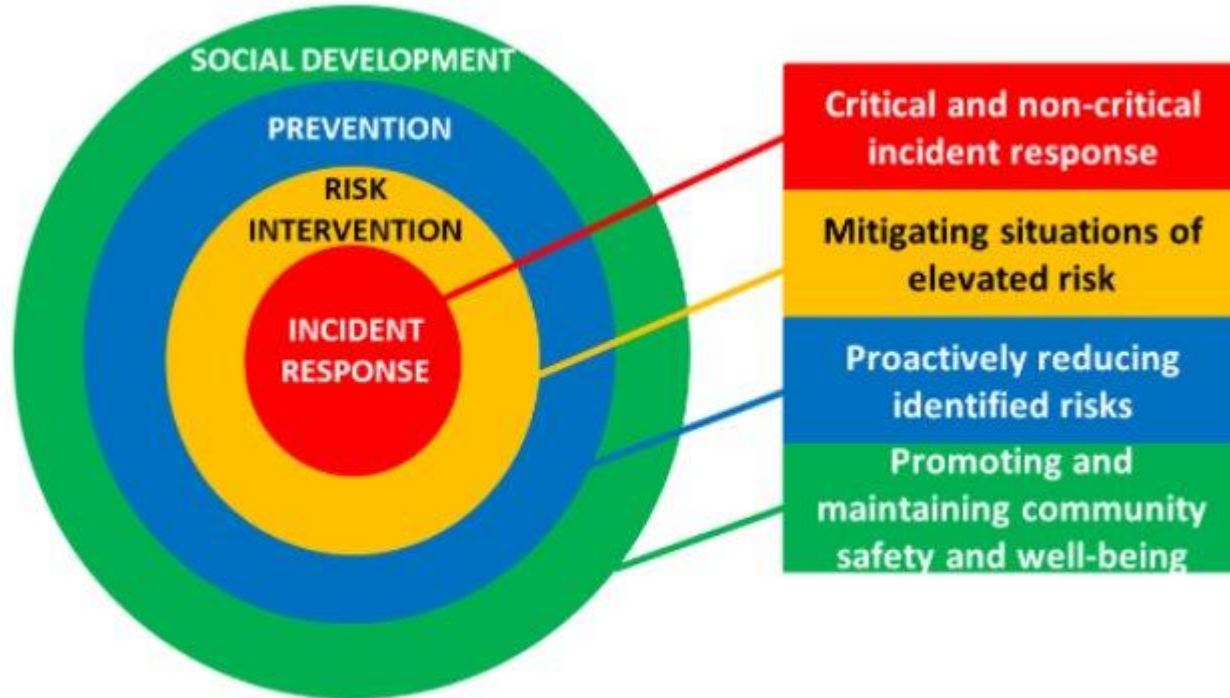 SOCIAL DEVELOPMENT
PREVENTION
RISK
INTERVENTION
INCIDENT
RESPONSE
Critical and non-critical
incident response
Mitigating situations of
elevated risk
Proactively reducing
identified risks
Promoting and
maintaining community
safety and well-being